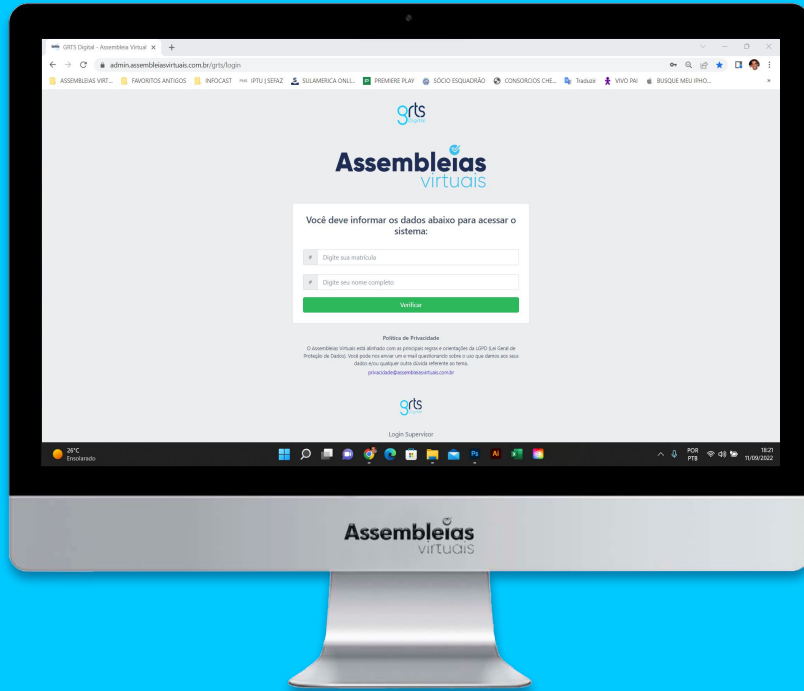 GRTS Digital - Assembleia Virtual
admin.assembleiasvirtuais.com.br/grts/login
ASSEMBLEIAS VIRT... FAVORITOS ANTIGOS INFOCAST IPTU | SEFAZ SULAMERICA ONLI... PREMIERE PLAY SÓCIO ESQUADRÃO CONSORCIOS CHE... Traduzir VIVO PAI BUSQUE MEU IPHO...
grts
Digital
Assembleias
virtuais
Você deve informar os dados abaixo para acessar o
sistema:
# Digite sua matrícula
# Digite seu nome completo
Verificar
Política de Privacidade
O Assembleias Virtuais está alinhado com as principais regras e orientações da LGPD (Lei Geral de
Proteção de Dados). Você pode nos enviar um e-mail questionando sobre o uso que damos aos seus
dados e/ou qualquer outra dúvida referente ao tema.
privacidade@assembleiasvirtuais.com.br
grts
Digital
Login Supervisor
26°C
Ensolarado
Ps Ai
POR
PTB
18:21
11/09/2022
Assembleias
virtuais